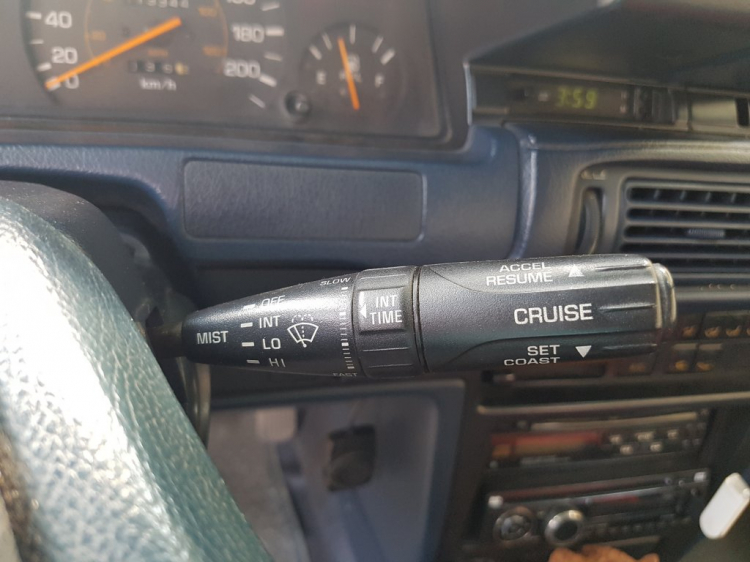 40
20
0
180
200
km/h
E
3:59
SLOW
OFF
MIST
INT
LO
HI
FAST
INT
TIME
ACCEL
RESUME
CRUISE
SET
COAST